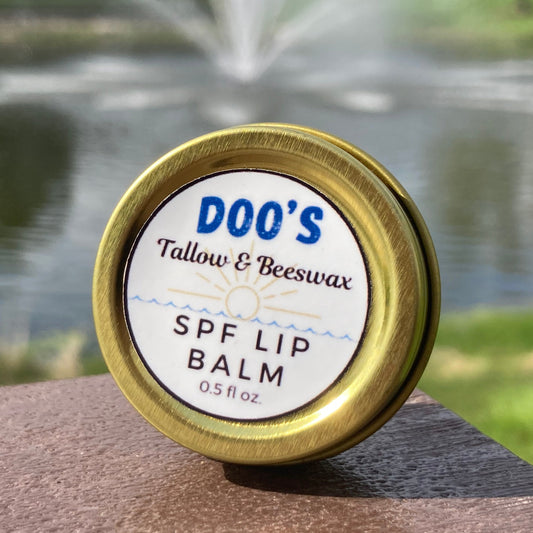 DOO'S
Tallow & Beeswax
SPF LIP
BALM
0.5 fl oz.